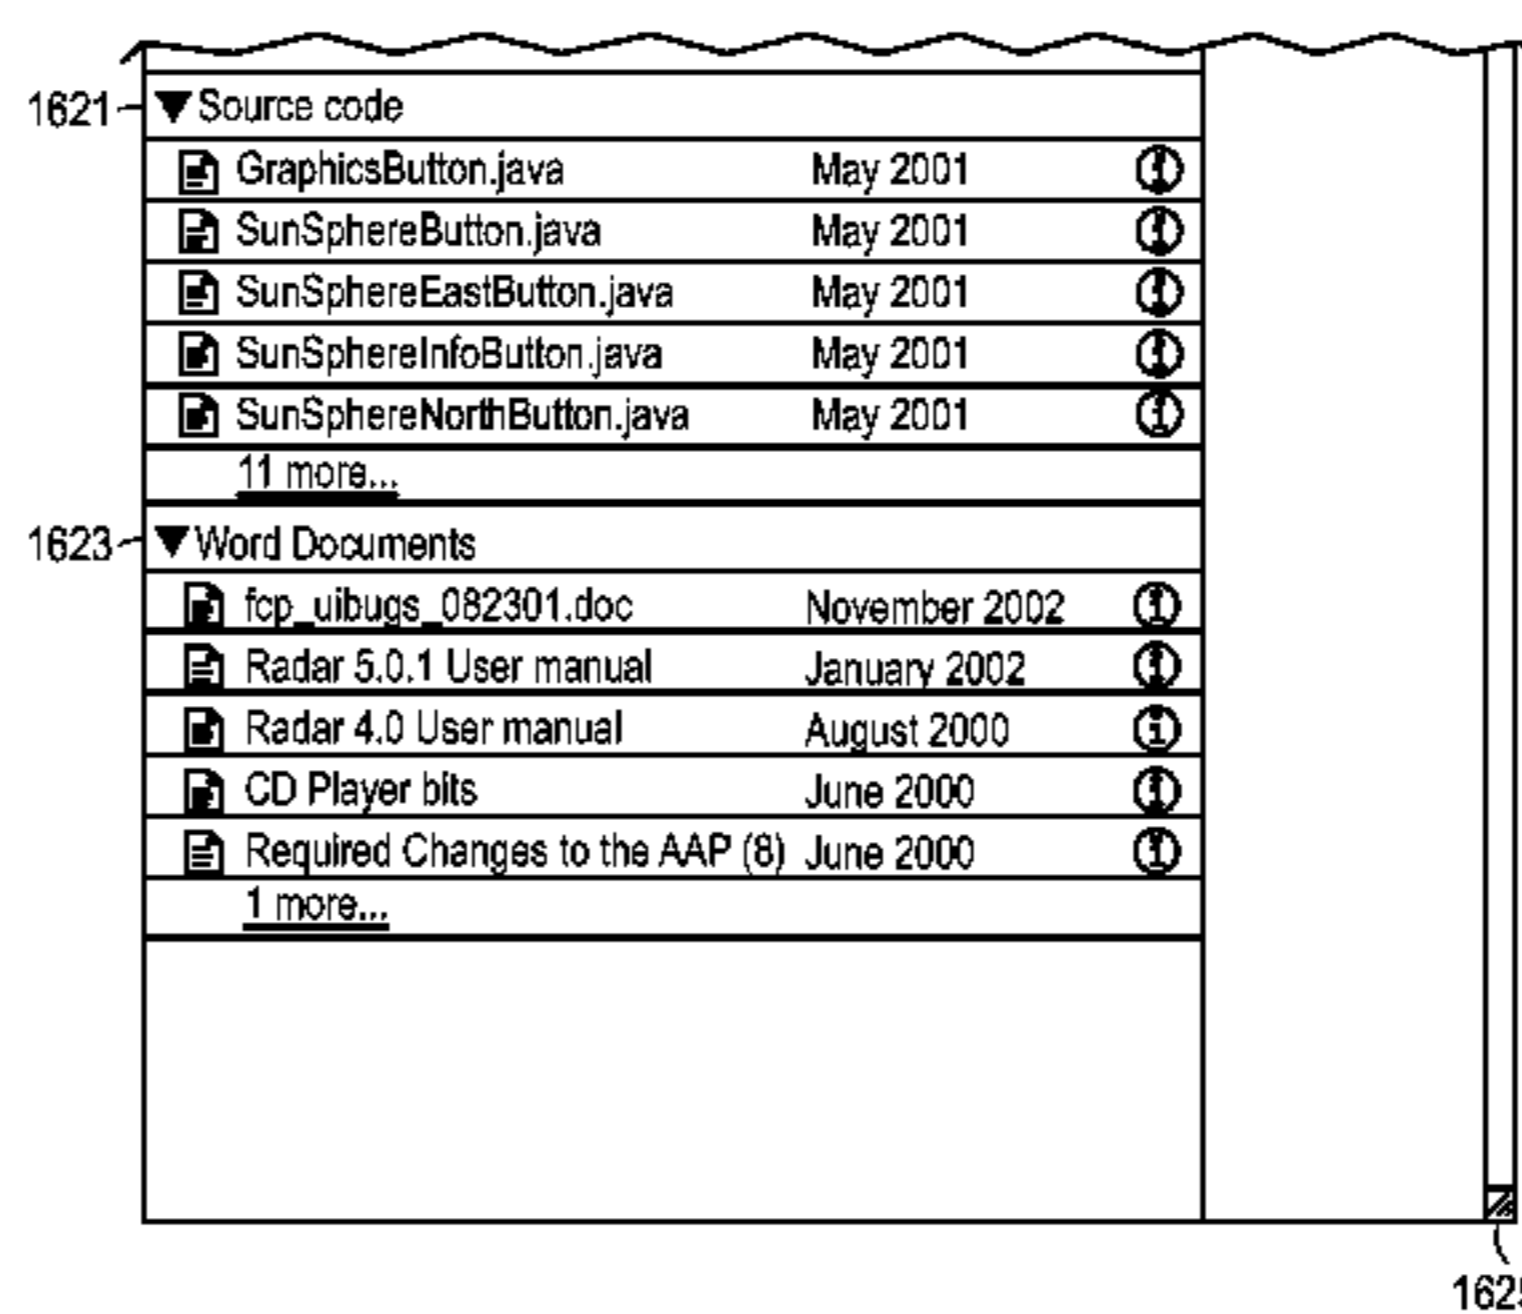 1621 ▼ Source code
GraphicsButton.java May 2001
SunSphereButton.java May 2001
SunSphereEastButton.java May 2001
SunSphereInfoButton.java May 2001
SunSphereNorthButton.java May 2001
11 more...
1623 ▼ Word Documents
fcp_uibugs_082301.doc November 2002
Radar 5.0.1 User manual January 2002
Radar 4.0 User manual August 2000
CD Player bits June 2000
Required Changes to the AAP (8) June 2000
1 more...
1625